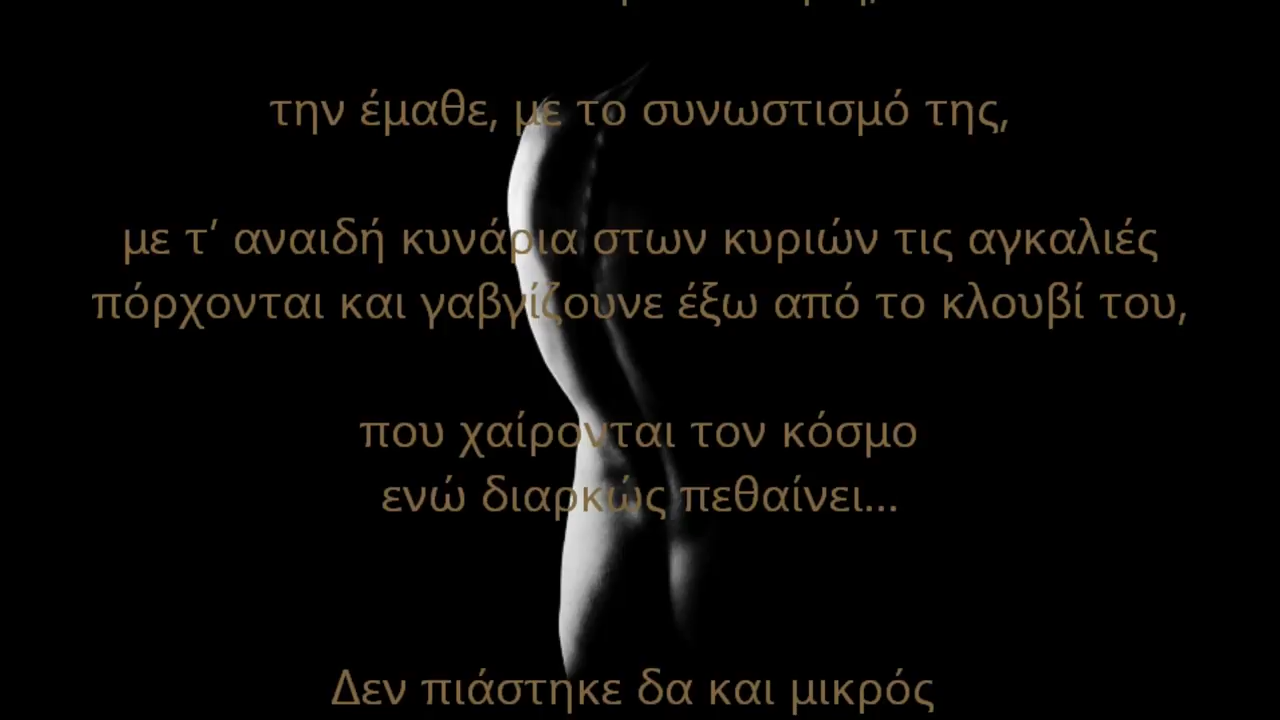 την έμαθε, με το συνωστισμό της,
με τ’ αναιδή κυνάρια στων κυριών τις αγκαλιές
πόρχονται και γαβγίζουνε έξω από το κλουβί του,
που χαίρονται τον κόσμο
ενώ διαρκώς πεθαίνει...
Δεν πιάστηκε δα και μικρός